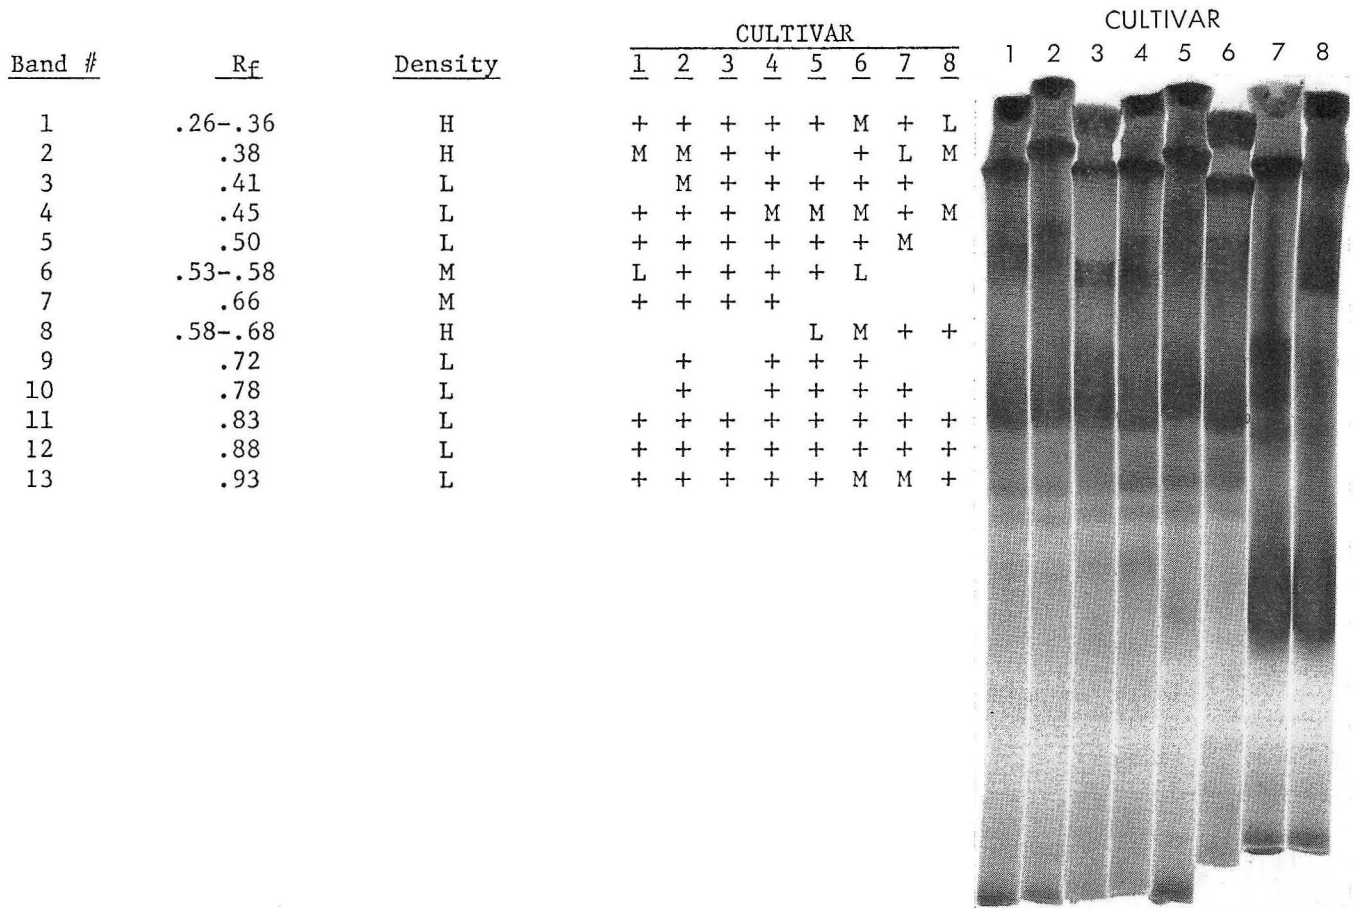 CULTIVAR
Band # Rf Density 1 2 3 4 5 6 7 8
1 .26-.36 H + + + + + M + L
2 .38 H M M + + + L M
3 .41 L M + + + + +
4 .45 L + + + M M M + M
5 .50 L + + + + + + M
6 .53-.58 M L + + + + L
7 .66 M + + + +
8 .58-.68 H L M + +
9 .72 L + + + +
10 .78 L + + + + +
11 .83 L + + + + + + + +
12 .88 L + + + + + + + +
13 .93 L + + + + + M M +
CULTIVAR
1 2 3 4 5 6 7 8